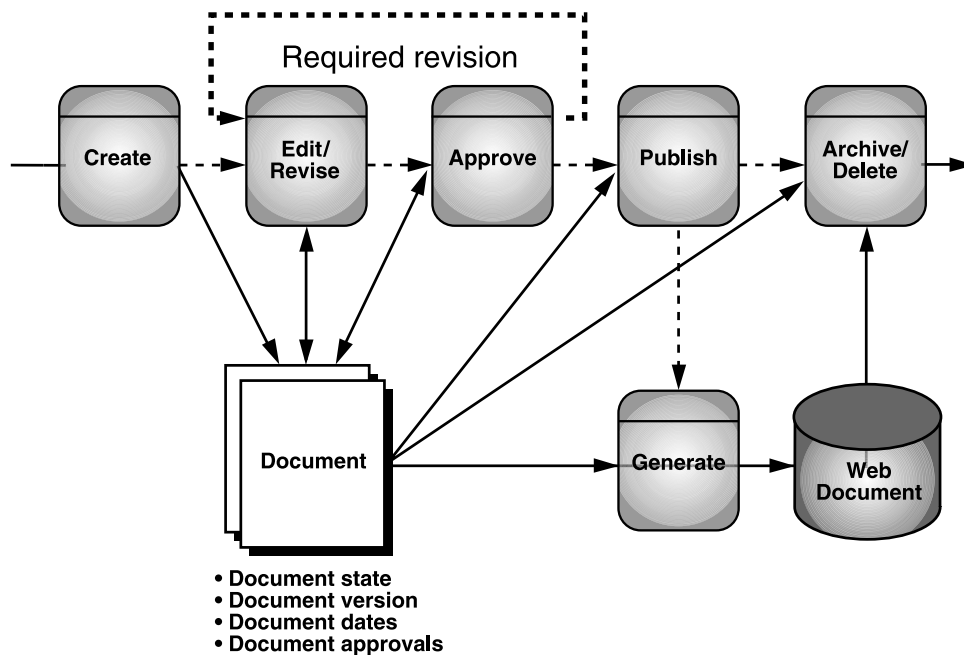 Required revision
Create
Edit/
Revise
Approve
Publish
Archive/
Delete
Document
Generate
Web
Document
• Document state
• Document version
• Document dates
• Document approvals